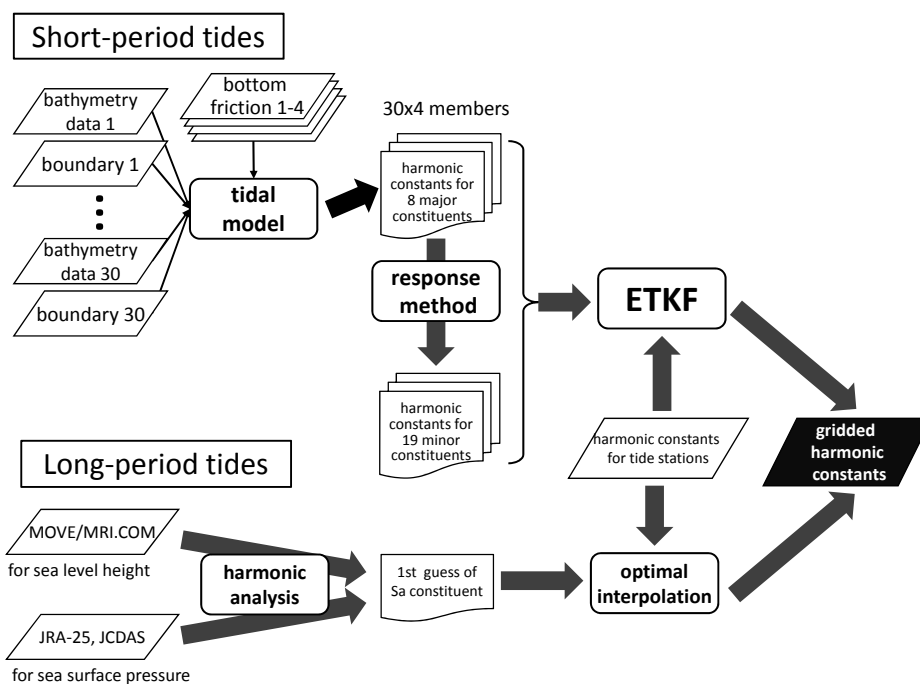 Short-period tides
bathymetry
data 1
boundary 1
bathymetry
data 30
boundary 30
bottom
friction 1-4
tidal
model
30x4 members
harmonic
constants for
8 major
constituents
response
method
harmonic
constants for
19 minor
constituents
ETKF
harmonic constants
for tide stations
gridded
harmonic
constants
Long-period tides
MOVE/MRI.COM
for sea level height
JRA-25, JCDAS
for sea surface pressure
harmonic
analysis
1st guess of
Sa constituent
optimal
interpolation